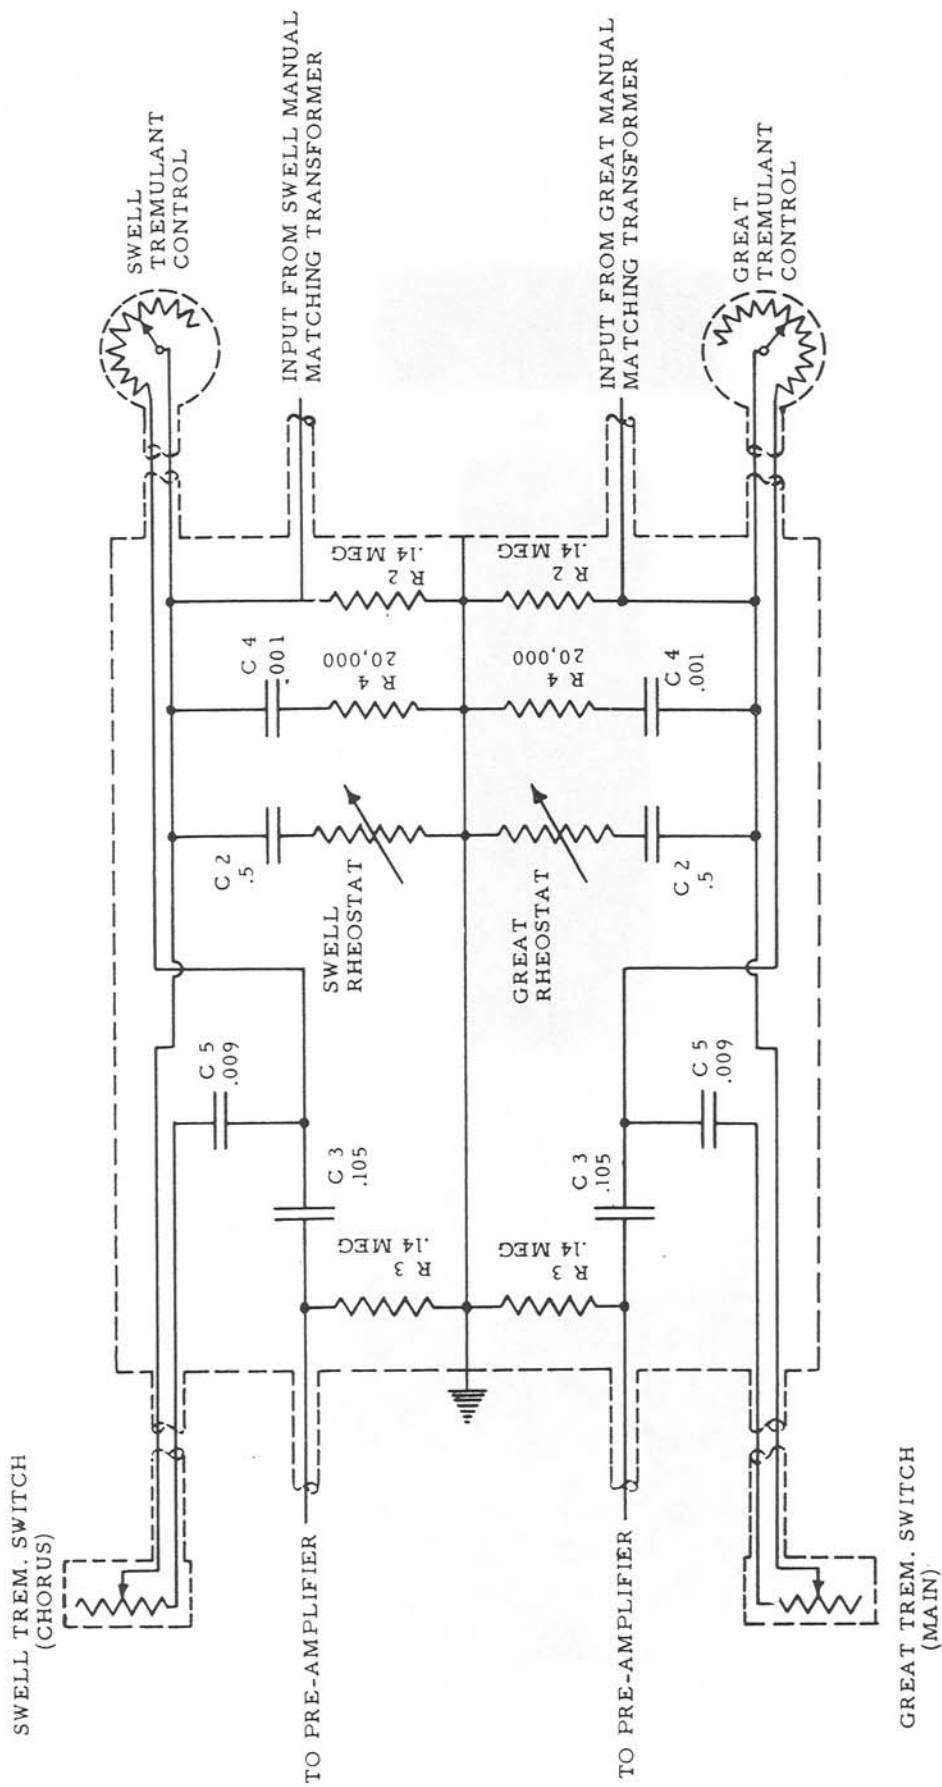 SWELL TREM. SWITCH
(CHORUS)
TO PRE-AMPLIFIER
TO PRE-AMPLIFIER
GREAT TREM. SWITCH
(MAIN)
R 3
.14 MEG
R 3
.14 MEG
C 3
.105
C 3
.105
C 5
.009
C 5
.009
SWELL
RHEOSTAT
GREAT
RHEOSTAT
C 2
.5
C 2
.5
C 4
.001
R 4
20,000
R 4
20,000
C 4
.001
R 2
.14 MEG
R 2
.14 MEG
SWELL
TREMULANT
CONTROL
INPUT FROM SWELL MANUAL
MATCHING TRANSFORMER
INPUT FROM GREAT MANUAL
MATCHING TRANSFORMER
GREAT
TREMULANT
CONTROL